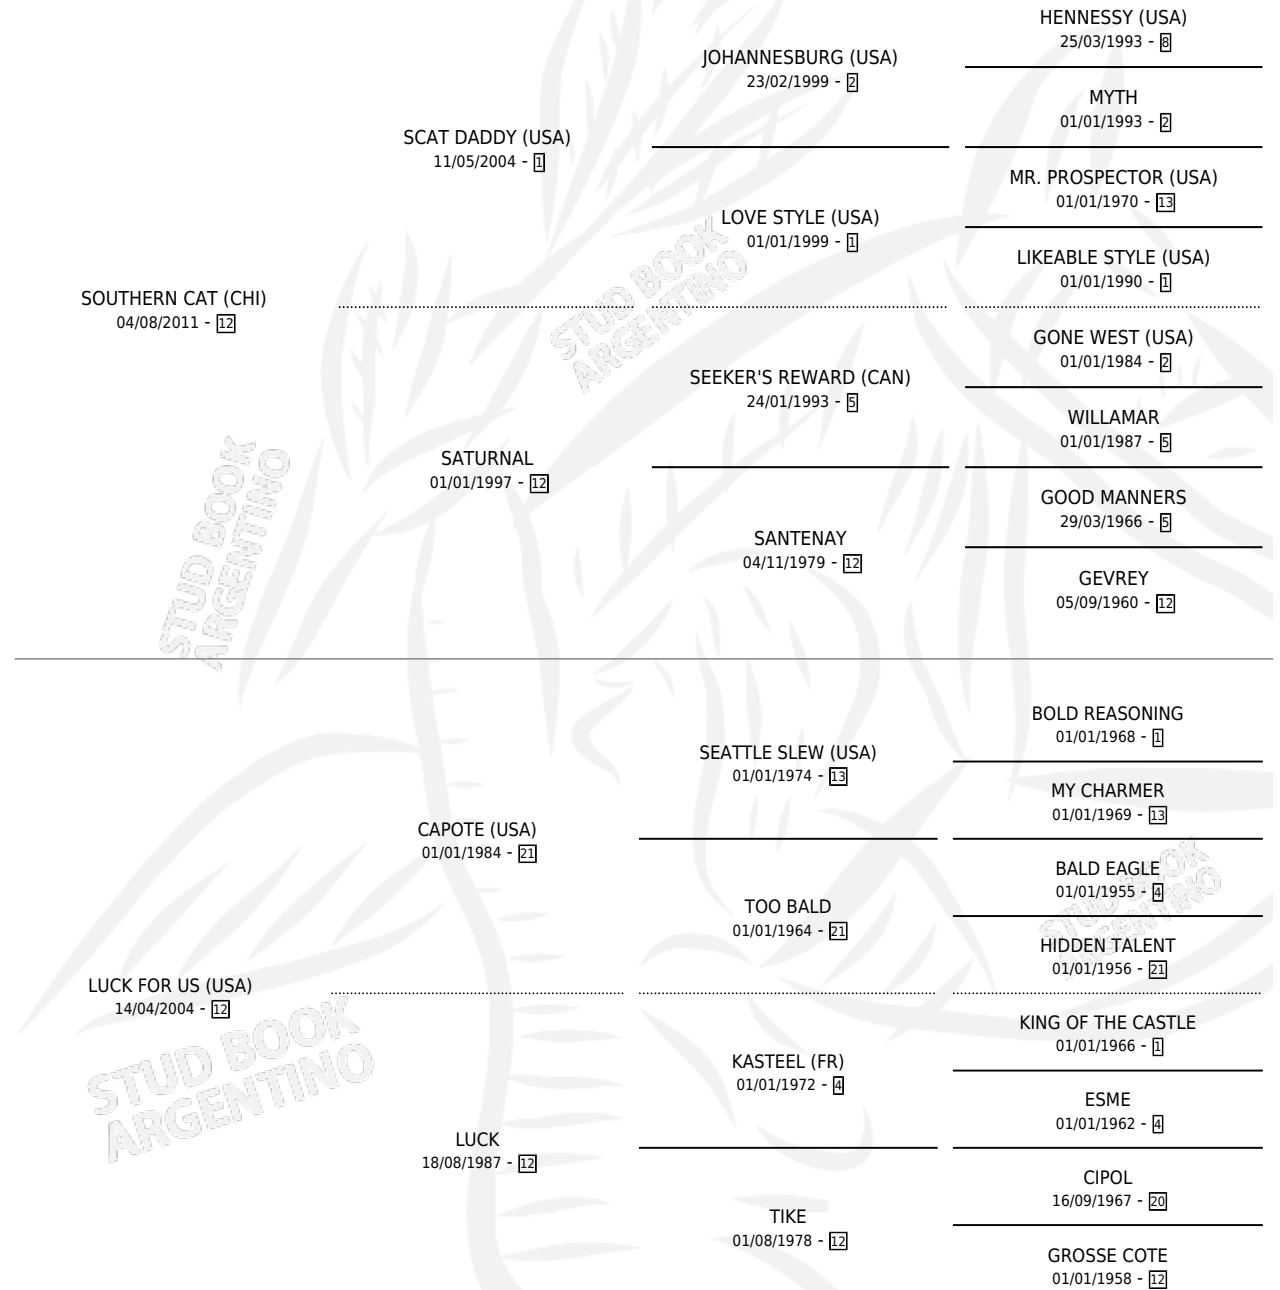 HENNESSY (USA)
25/03/1993 - 8
JOHANNESBURG (USA)
23/02/1999 - 2
MYTH
01/01/1993 - 2
SCAT DADDY (USA)
11/05/2004 - 1
MR. PROSPECTOR (USA)
01/01/1970 - 13
LOVE STYLE (USA)
01/01/1999 - 1
LIKEABLE STYLE (USA)
01/01/1990 - 1
SOUTHERN CAT (CHI)
04/08/2011 - 12
STUD BOOK
ARGENTINO
GONE WEST (USA)
01/01/1984 - 2
SEEKER'S REWARD (CAN)
24/01/1993 - 5
WILLAMAR
01/01/1987 - 5
SATURNAL
01/01/1997 - 12
GOOD MANNERS
29/03/1966 - 5
SANTENAY
04/11/1979 - 12
GEVREY
05/09/1960 - 12
STUD BOOK
ARGENTINO
BOLD REASONING
01/01/1968 - 1
SEATTLE SLEW (USA)
01/01/1974 - 13
MY CHARMER
01/01/1969 - 13
CAPOTE (USA)
01/01/1984 - 21
BALD EAGLE
01/01/1955 - 4
TOO BALD
01/01/1964 - 21
STUD BOOK
ARGENTINO
HIDDEN TALENT
01/01/1956 - 21
LUCK FOR US (USA)
14/04/2004 - 12
STUD BOOK
ARGENTINO
KING OF THE CASTLE
01/01/1966 - 1
KASTEEL (FR)
01/01/1972 - 4
ESME
01/01/1962 - 4
LUCK
18/08/1987 - 12
CIPOL
16/09/1967 - 20
TIKE
01/08/1978 - 12
GROSSE COTE
01/01/1958 - 12